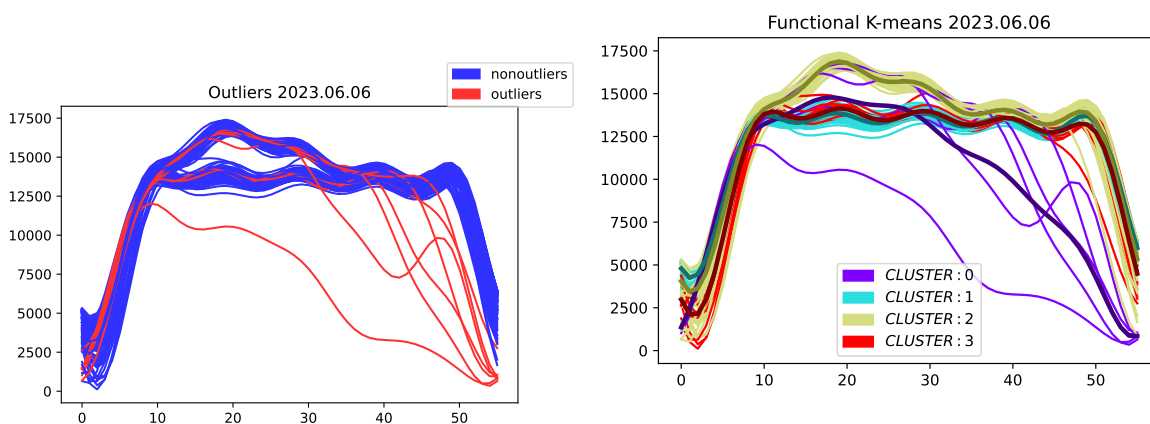 Outliers 2023.06.06
nonoutliers
outliers
17500
15000
12500
10000
7500
5000
2500
0
0 10 20 30 40 50
Functional K-means 2023.06.06
17500
15000
12500
10000
7500
5000
2500
0
CLUSTER : 0
CLUSTER : 1
CLUSTER : 2
CLUSTER : 3
0 10 20 30 40 50